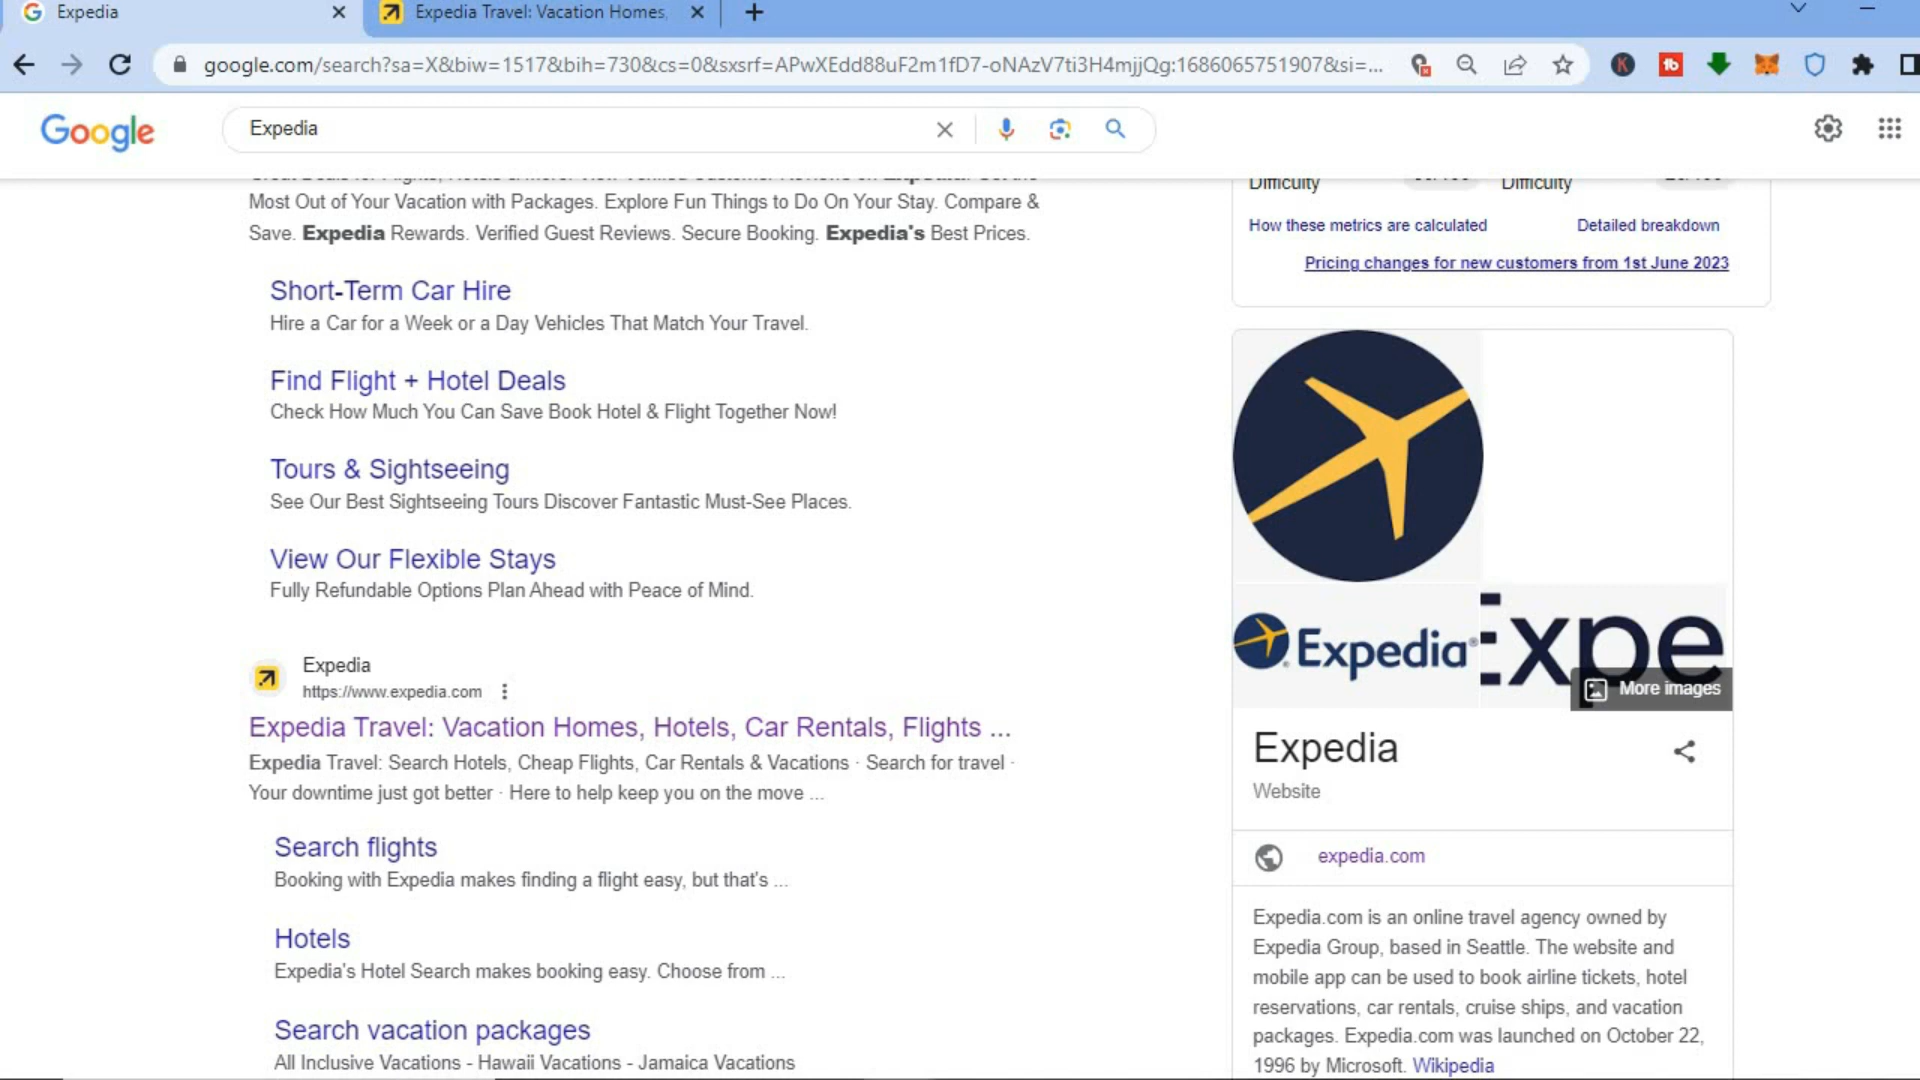 Expedia
Expedia Travel: Vacation Homes,
google.com/search?sa=X&biw=1517&bih=730&cs=0&sxsrf=APwXEdd88uF2m1fD7-oNAzV7ti3H4mjjQg:1686065751907&si=...
Google
Expedia
Most Out of Your Vacation with Packages. Explore Fun Things to Do On Your Stay. Compare &
Save. Expedia Rewards. Verified Guest Reviews. Secure Booking. Expedia's Best Prices.
Short-Term Car Hire
Hire a Car for a Week or a Day Vehicles That Match Your Travel.
Find Flight + Hotel Deals
Check How Much You Can Save Book Hotel & Flight Together Now!
Tours & Sightseeing
See Our Best Sightseeing Tours Discover Fantastic Must-See Places.
View Our Flexible Stays
Fully Refundable Options Plan Ahead with Peace of Mind.
Expedia
https://www.expedia.com
Expedia Travel: Vacation Homes, Hotels, Car Rentals, Flights ...
Expedia Travel: Search Hotels, Cheap Flights, Car Rentals & Vacations · Search for travel ·
Your downtime just got better · Here to help keep you on the move ...
Search flights
Booking with Expedia makes finding a flight easy, but that's ...
Hotels
Expedia's Hotel Search makes booking easy. Choose from ...
Search vacation packages
All Inclusive Vacations - Hawaii Vacations - Jamaica Vacations
Difficulty
Difficulty
How these metrics are calculated
Detailed breakdown
Pricing changes for new customers from 1st June 2023
Expedia
Expe
More images
Expedia
Website
expedia.com
Expedia.com is an online travel agency owned by
Expedia Group, based in Seattle. The website and
mobile app can be used to book airline tickets, hotel
reservations, car rentals, cruise ships, and vacation
packages. Expedia.com was launched on October 22,
1996 by Microsoft. Wikipedia